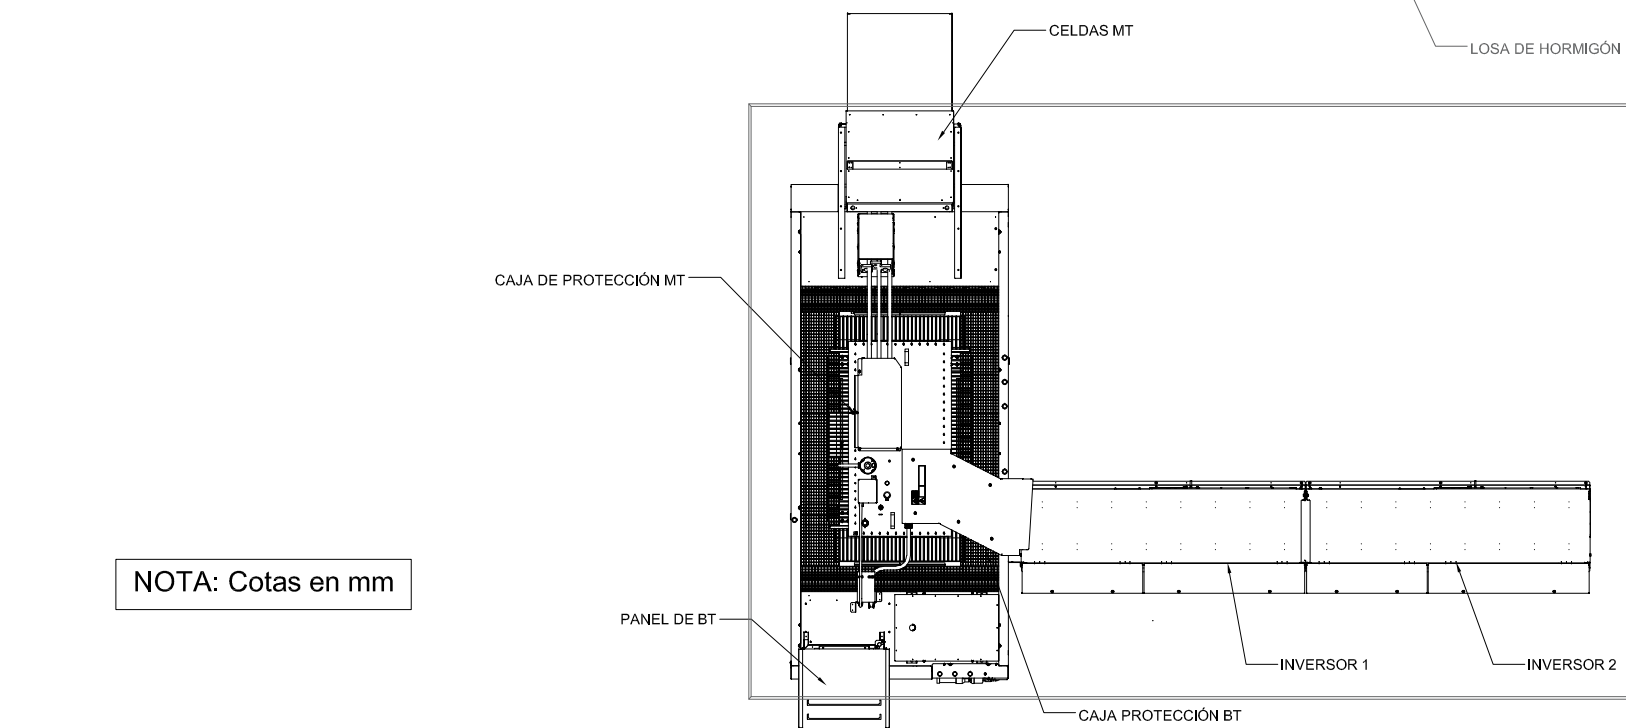 CELDAS MT
LOSA DE HORMIGÓN
CAJA DE PROTECCIÓN MT
NOTA: Cotas en mm
PANEL DE BT
INVERSOR 1
INVERSOR 2
CAJA PROTECCIÓN BT